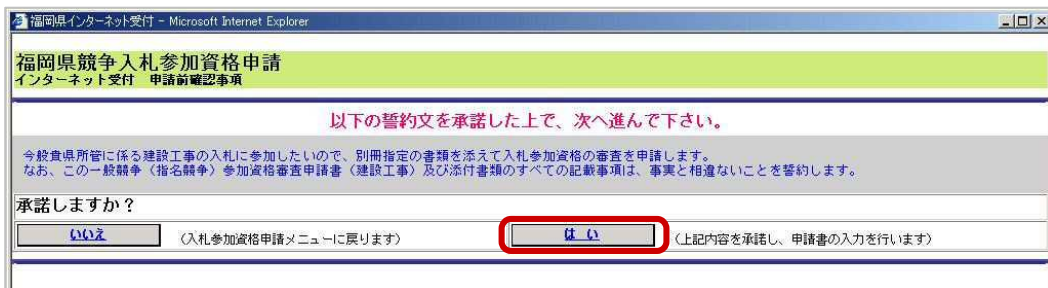 福岡県インターネット受付 - Microsoft Internet Explorer
福岡県競争入札参加資格申請
インターネット受付　申請前確認事項
以下の誓約文を承諾した上で、次へ進んで下さい。
今般貴県所管に係る建設工事の入札に参加したいので、別冊指定の書類を添えて入札参加資格の審査を申請します。
なお、この一般競争（指名競争）参加資格審査申請書（建設工事）及び添付書類のすべての記載事項は、事実と相違ないことを誓約します。
承諾しますか？
いいえ （入札参加資格申請メニューに戻ります） はい （上記内容を承諾し、申請書の入力を行います）